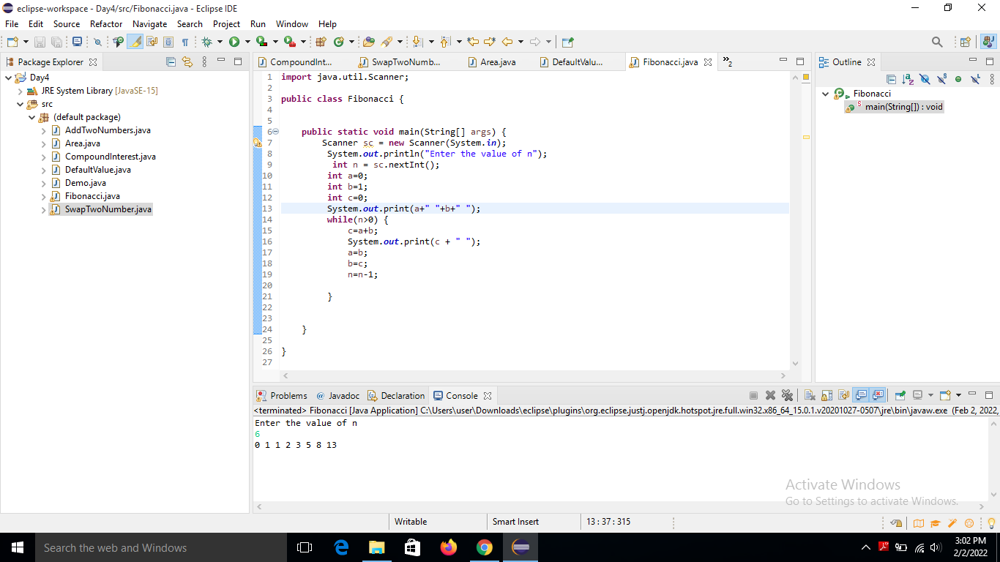 eclipse-workspace - Day4/src/Fibonacci.java - Eclipse IDE
File Edit Source Refactor Navigate Search Project Run Window Help
Package Explorer
Day4
JRE System Library [JavaSE-15]
src
(default package)
AddTwoNumbers.java
Area.java
CompoundInterest.java
DefaultValue.java
Demo.java
Fibonacci.java
SwapTwoNumber.java
CompoundInt... SwapTwoNumb... Area.java DefaultValu... Fibonacci.java »2
1 import java.util.Scanner;
2
3 public class Fibonacci {
4
5
6 public static void main(String[] args) {
7 Scanner sc = new Scanner(System.in);
8 System.out.println("Enter the value of n");
9 int n = sc.nextInt();
10 int a=0;
11 int b=1;
12 int c=0;
13 System.out.print(a+" "+b+" ");
14 while(n>0) {
15 c=a+b;
16 System.out.print(c + " ");
17 a=b;
18 b=c;
19 n=n-1;
20
21 }
22
23
24 }
25
26 }
27
Outline
Fibonacci
main(String[]) : void
Problems @ Javadoc Declaration Console
<terminated> Fibonacci [Java Application] C:\Users\user\Downloads\eclipse\plugins\org.eclipse.justj.openjdk.hotspot.jre.full.win32.x86_64_15.0.1.v20201027-0507\jre\bin\javaw.exe (Feb 2, 2022,
Enter the value of n
6
0 1 1 2 3 5 8 13
Activate Windows
Go to Settings to activate Windows.
Writable Smart Insert 13 : 37 : 315
Search the web and Windows
3:02 PM
2/2/2022